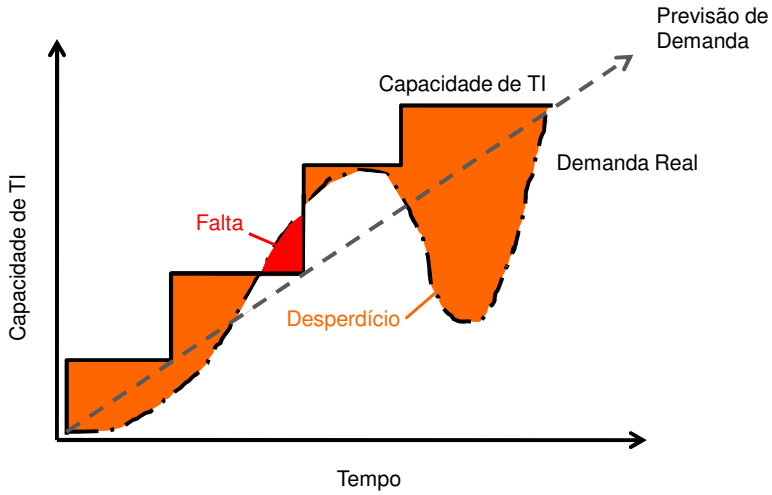 Previsão de
Demanda
Capacidade de TI
Demanda Real
Falta
Desperdício
Capacidade de TI
Tempo